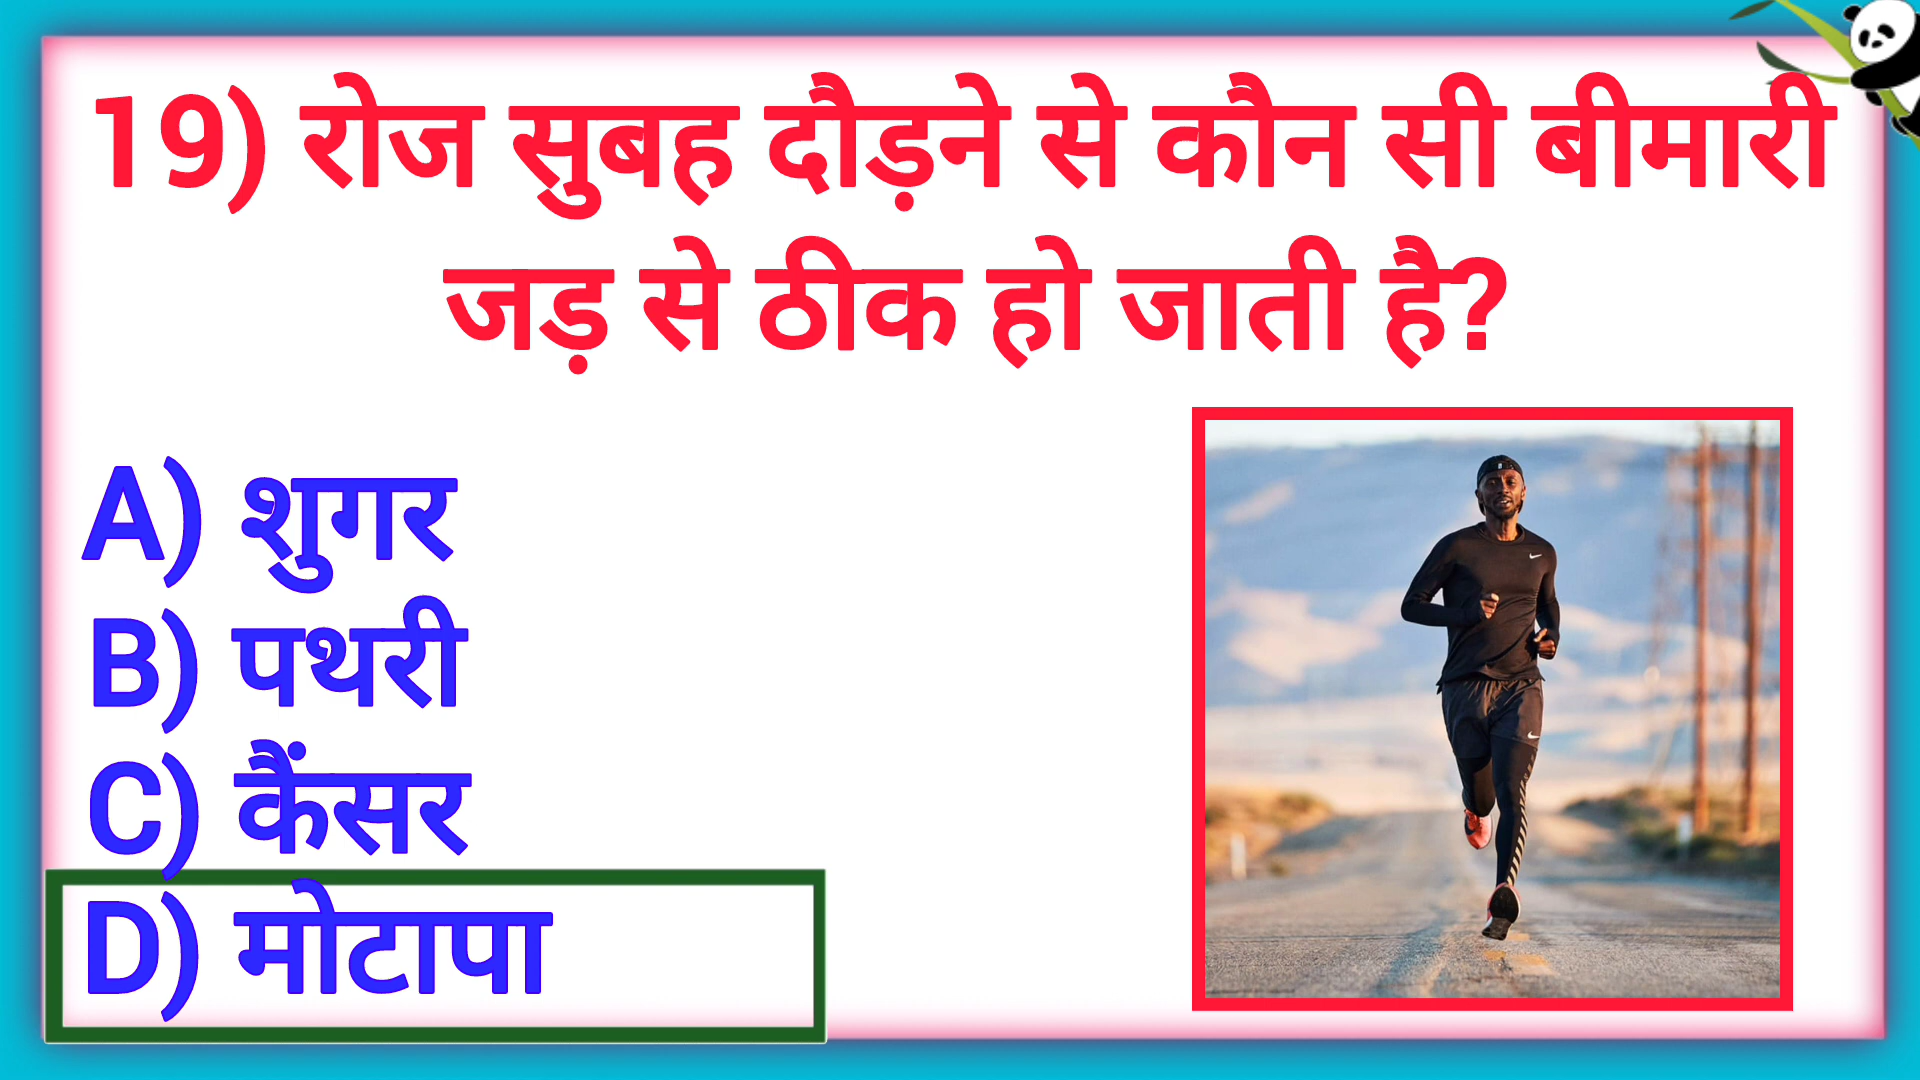 19) रोज सुबह दौड़ने से कौन सी बीमारी
जड़ से ठीक हो जाती है?
A) शुगर
B) पथरी
C) कैंसर
D) मोटापा